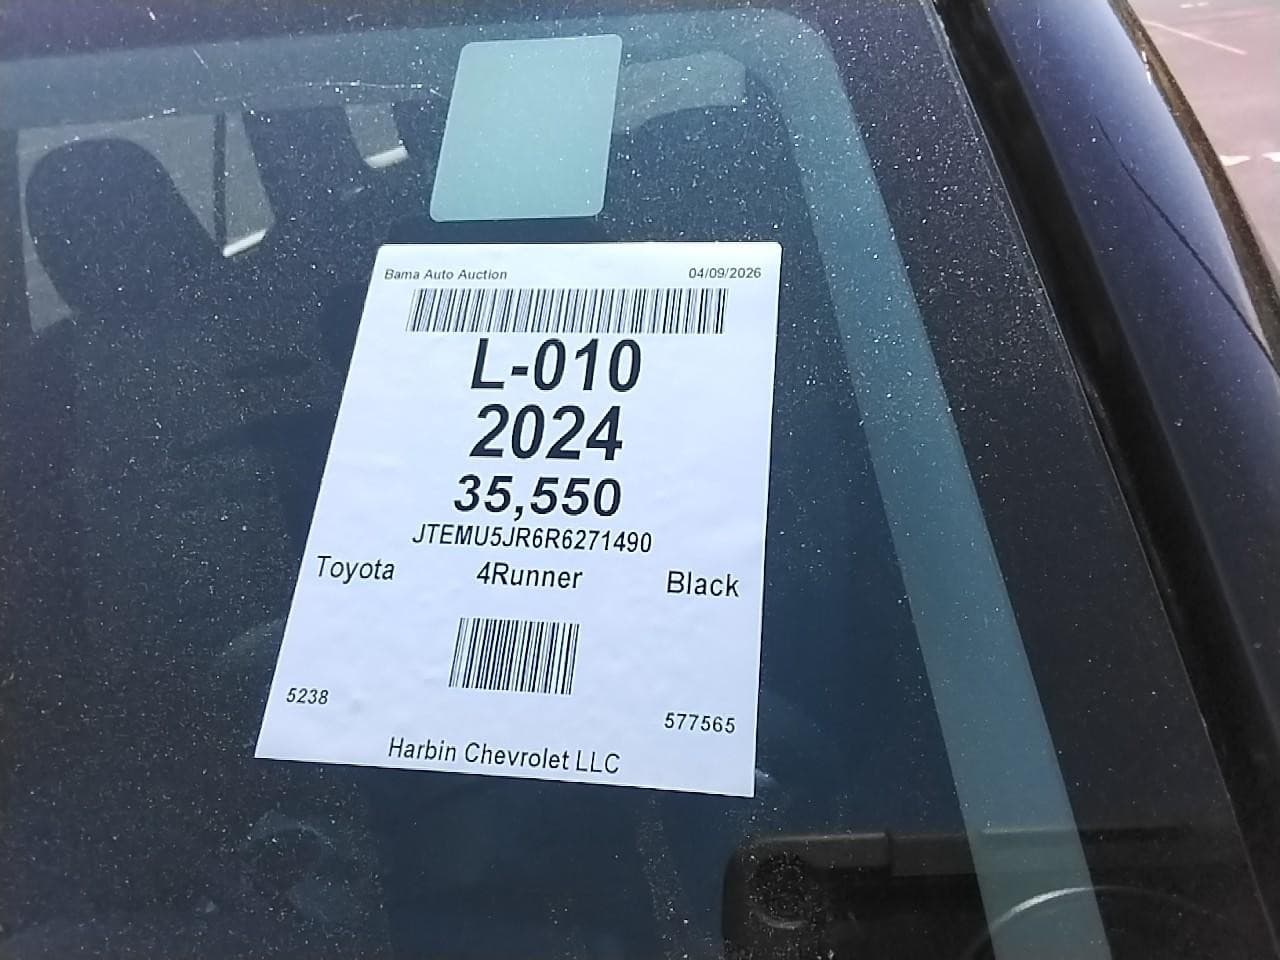 Bama Auto Auction 04/09/2026
L-010
2024
35,550
JTEMU5JR6R6271490
Toyota 4Runner Black
5238 577565
Harbin Chevrolet LLC